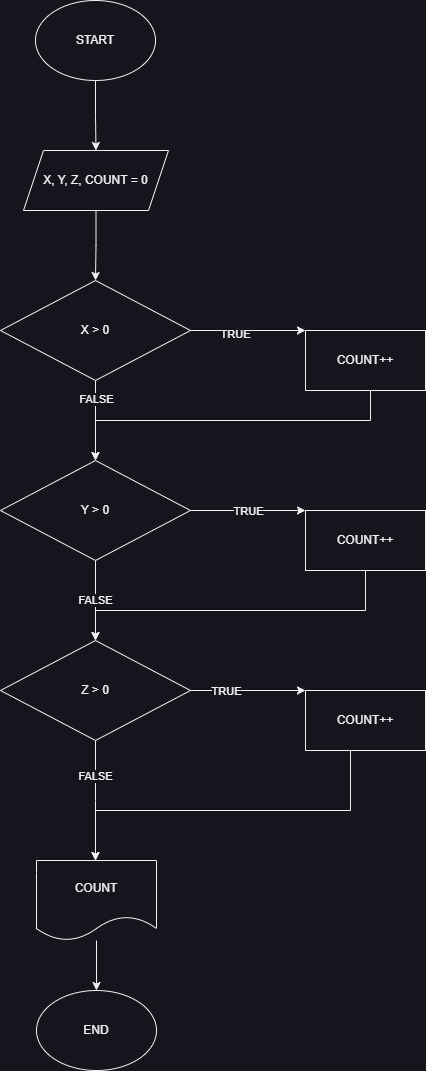 START
X, Y, Z, COUNT = 0
X > 0
TRUE
COUNT++
FALSE
Y > 0
TRUE
COUNT++
FALSE
Z > 0
TRUE
COUNT++
FALSE
COUNT
END